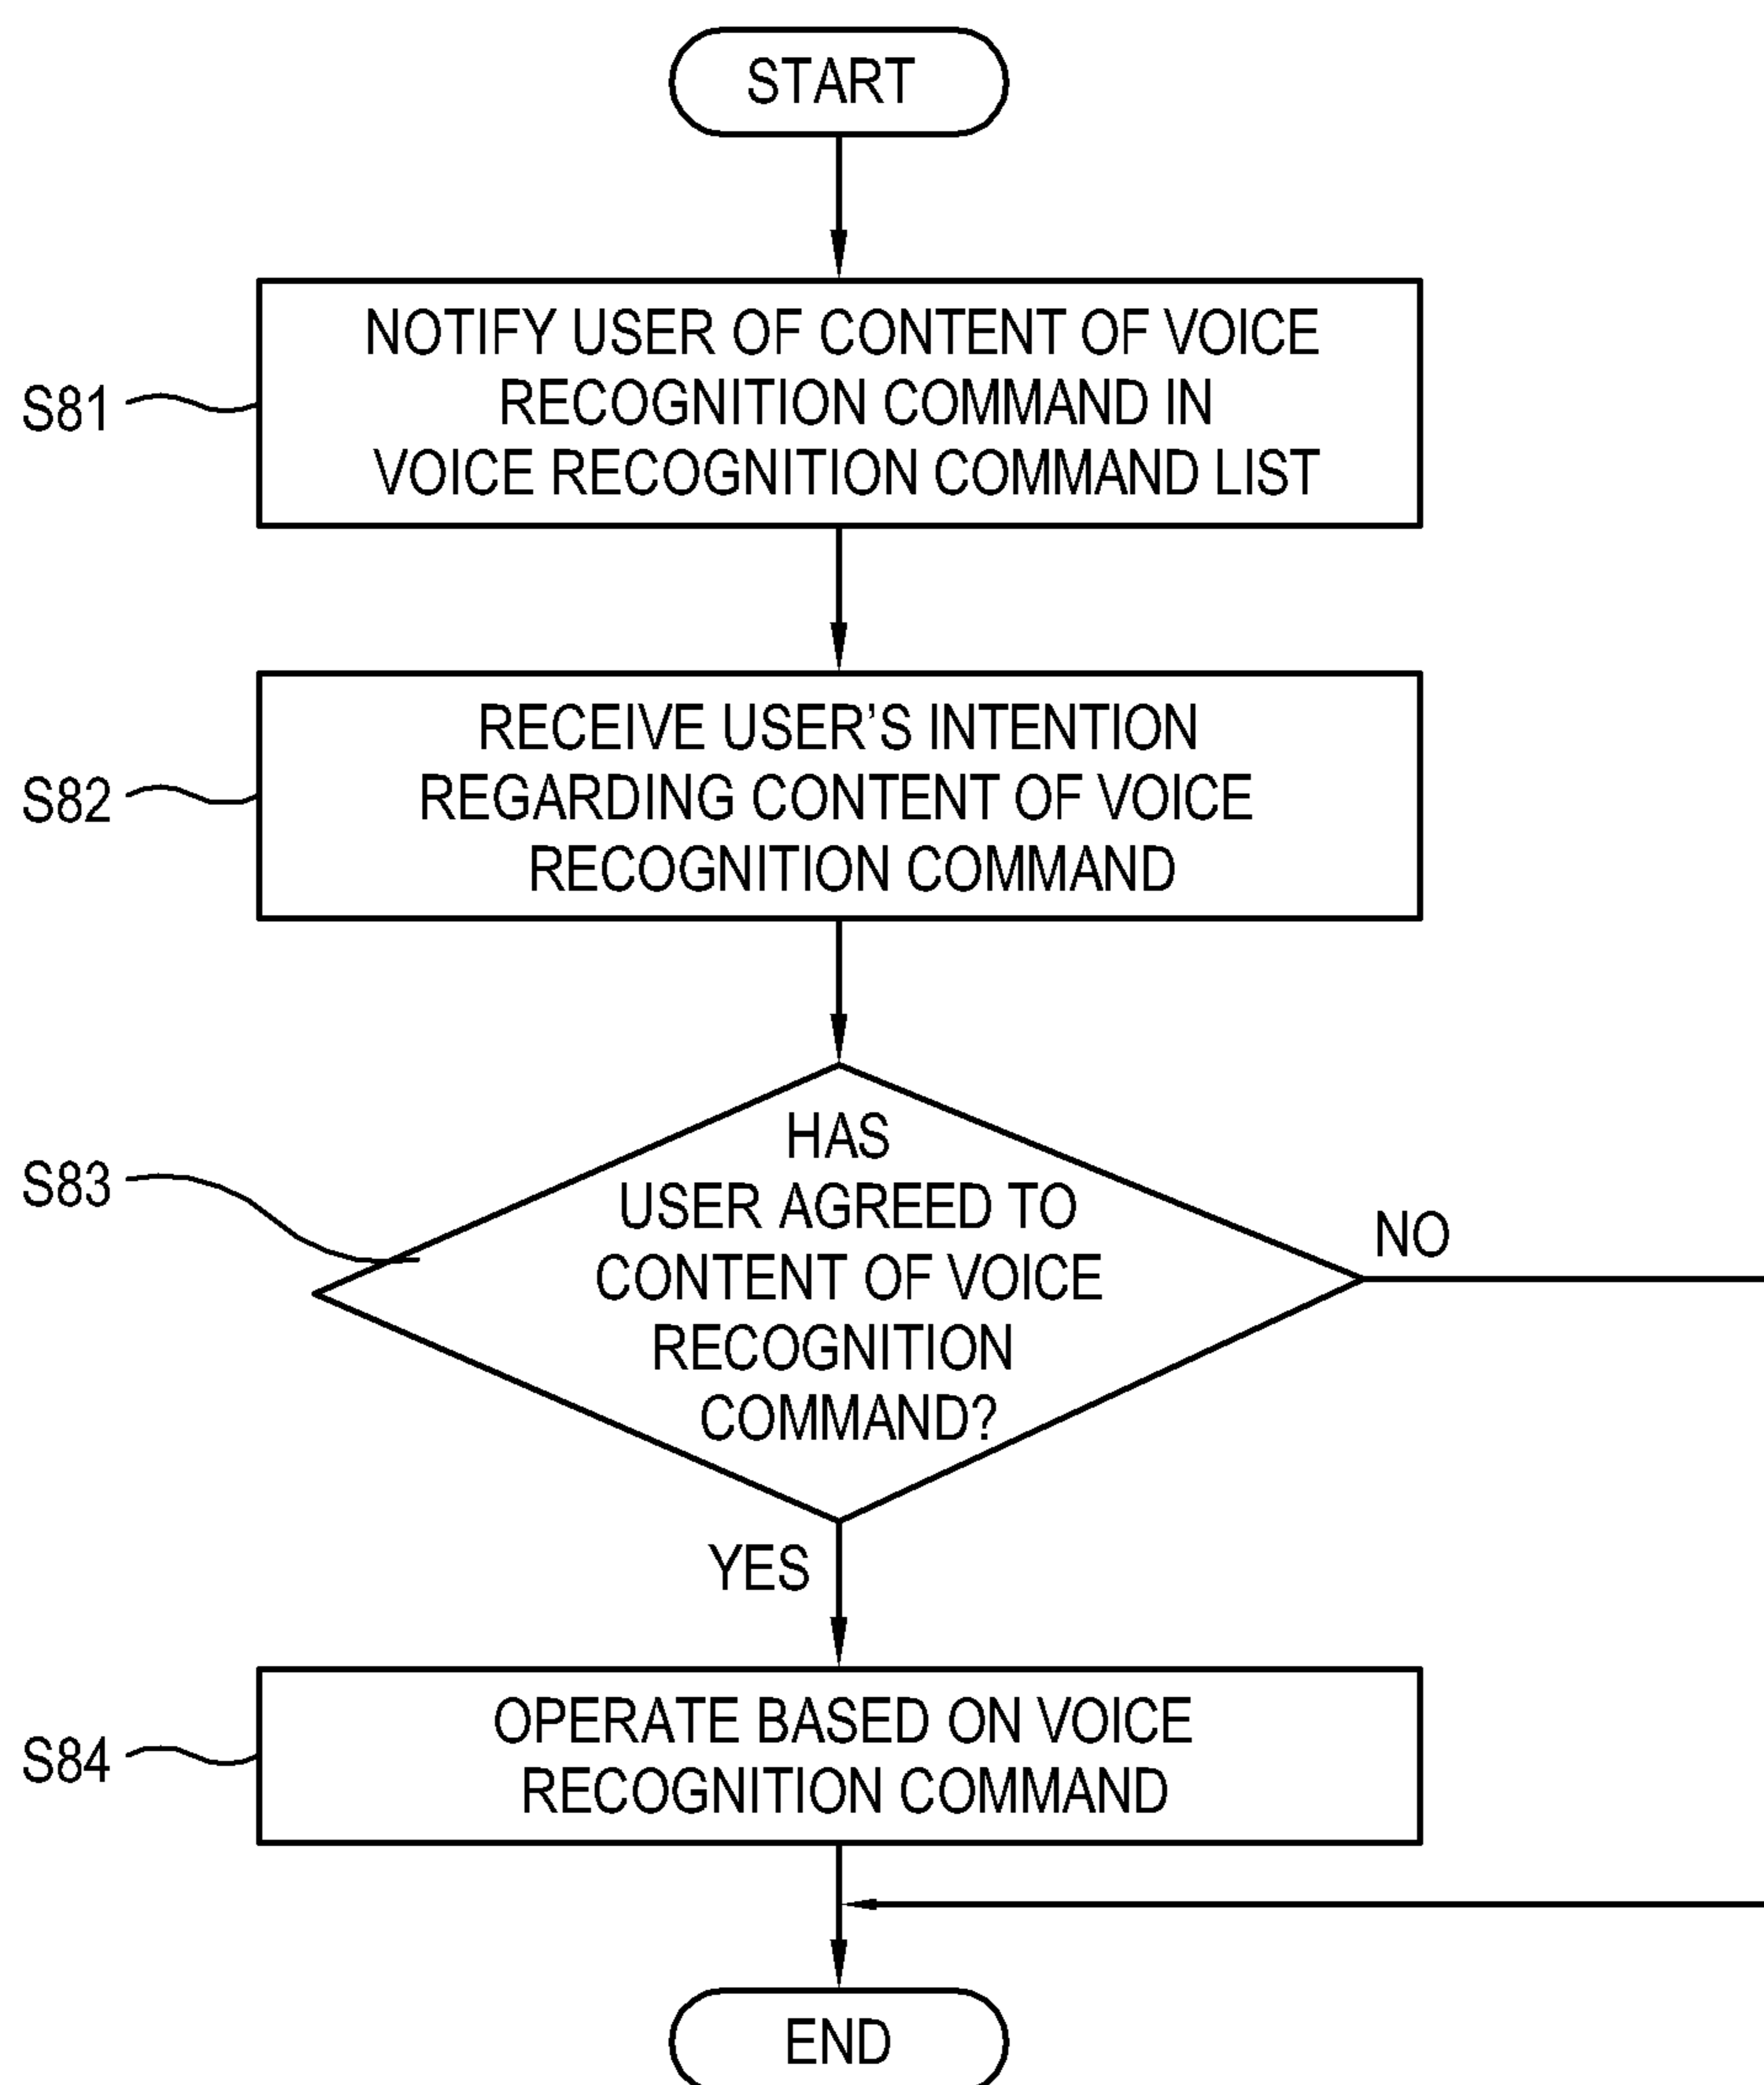 START
NOTIFY USER OF CONTENT OF VOICE
RECOGNITION COMMAND IN
VOICE RECOGNITION COMMAND LIST
S81
RECEIVE USER’S INTENTION
REGARDING CONTENT OF VOICE
RECOGNITION COMMAND
S82
HAS
USER AGREED TO
CONTENT OF VOICE
RECOGNITION
COMMAND?
S83
NO
YES
OPERATE BASED ON VOICE
RECOGNITION COMMAND
S84
END